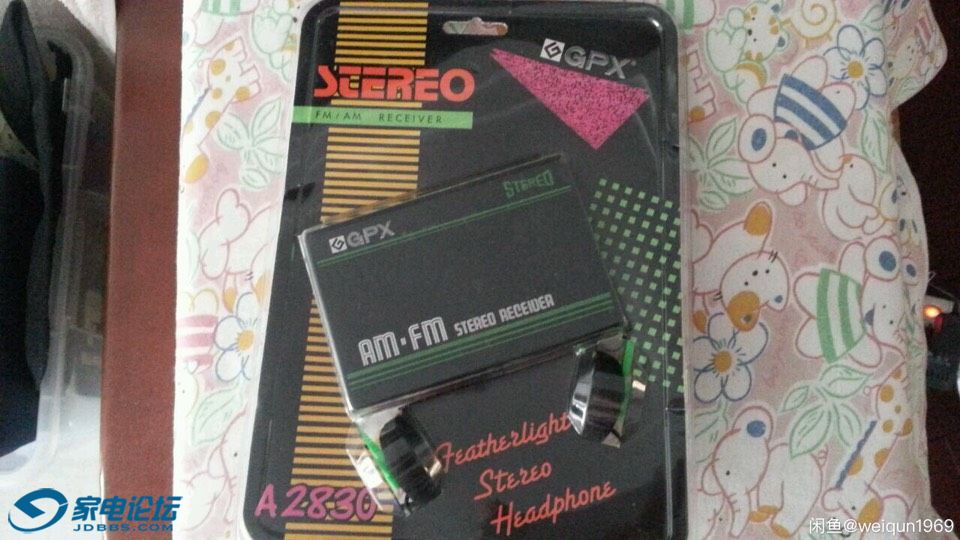 STEREO
FM/AM RECEIVER
GPX
STEREO
GPX
AM·FM STEREO RECEIVER
Featherlight
Stereo
Headphone
A2830
家电论坛
JDBBS.COM
闲鱼@weiqun1969